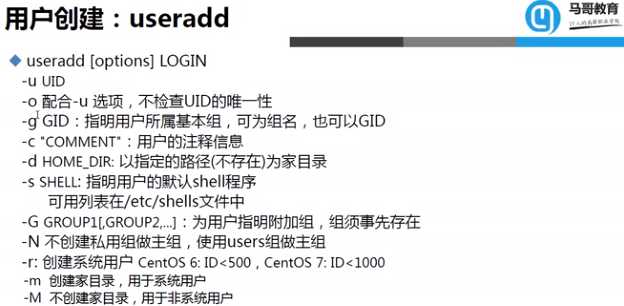 用户创建：useradd
马哥教育
useradd [options] LOGIN
-u UID
-o 配合-u 选项，不检查UID的唯一性
-g GID：指明用户所属基本组，可为组名，也可以GID
-c "COMMENT"：用户的注释信息
-d HOME_DIR: 以指定的路径(不存在)为家目录
-s SHELL: 指明用户的默认shell程序
可用列表在/etc/shells文件中
-G GROUP1[,GROUP2,...]：为用户指明附加组，组须事先存在
-N 不创建私用组做主组，使用users组做主组
-r: 创建系统用户 CentOS 6: ID<500，CentOS 7: ID<1000
-m 创建家目录，用于系统用户
-M 不创建家目录，用于非系统用户